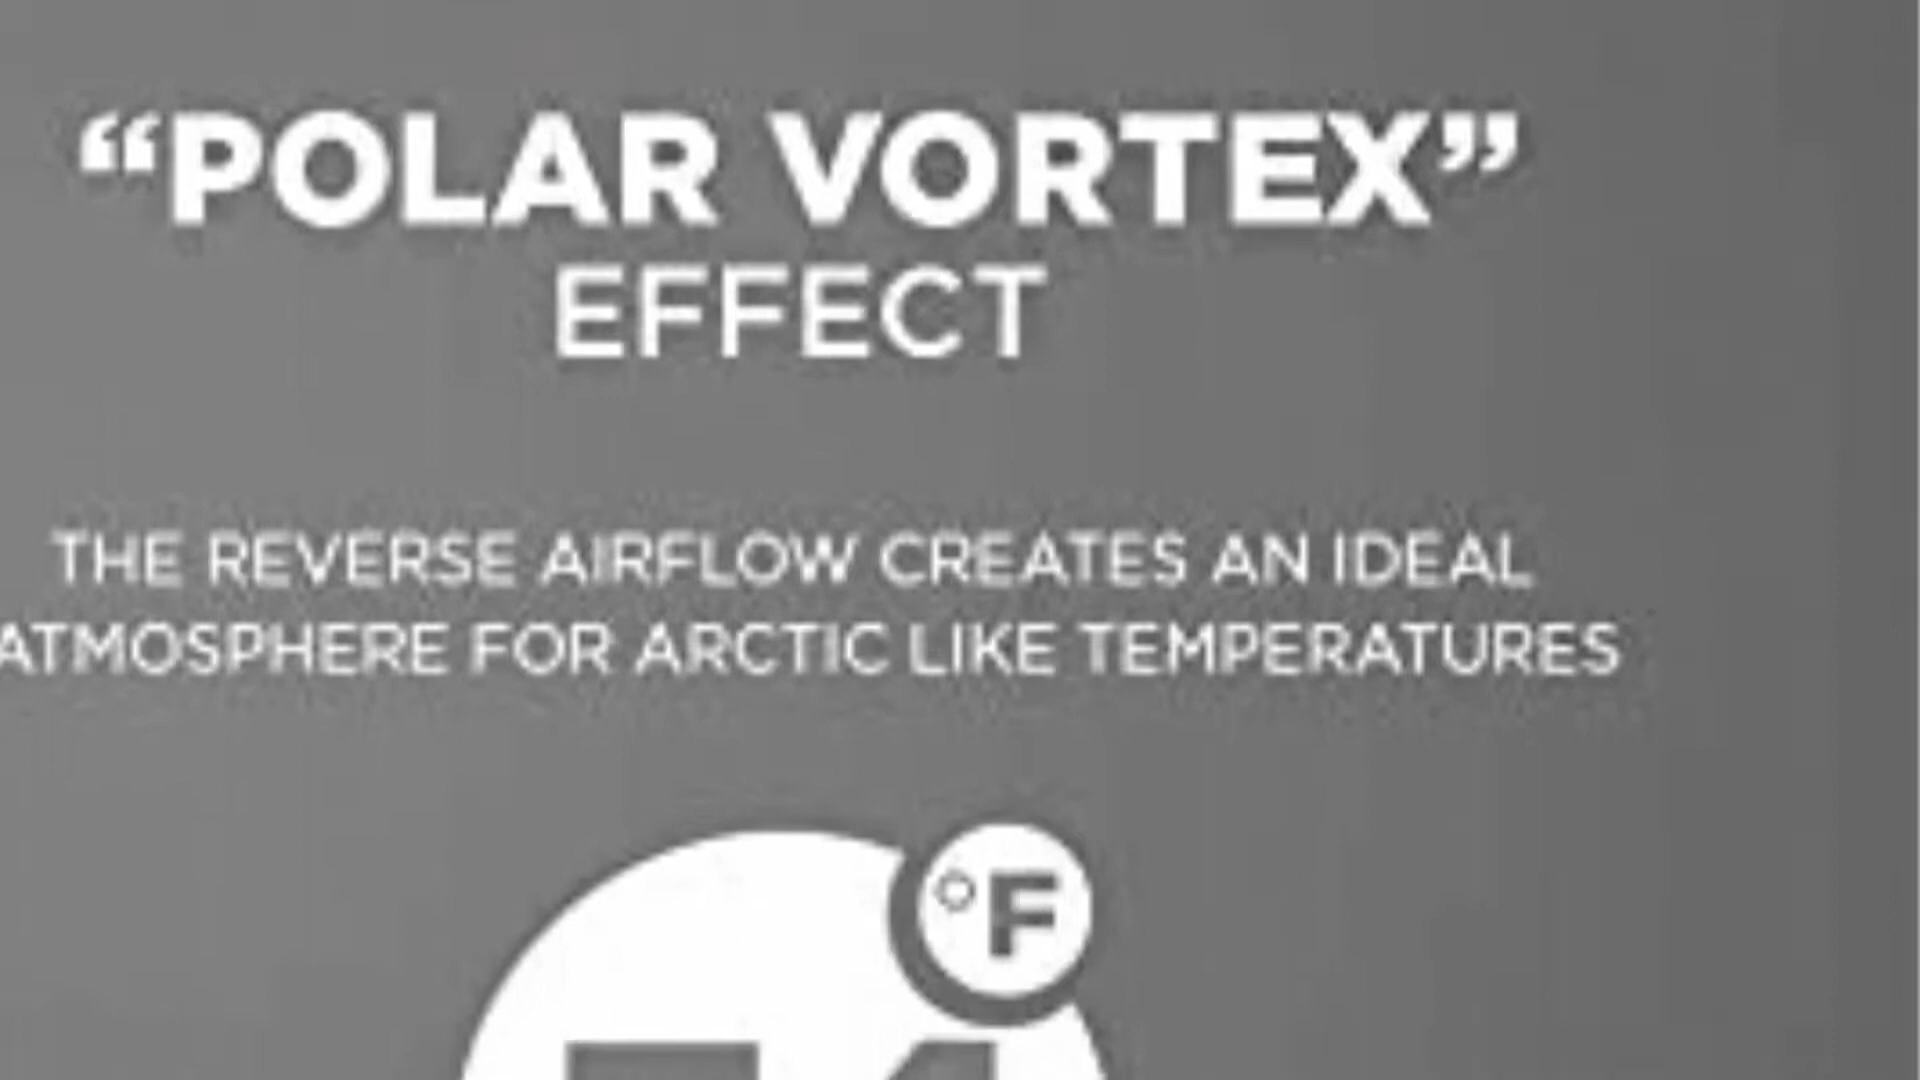 “POLAR VORTEX”
EFFECT
THE REVERSE AIRFLOW CREATES AN IDEAL
ATMOSPHERE FOR ARCTIC LIKE TEMPERATURES
°F